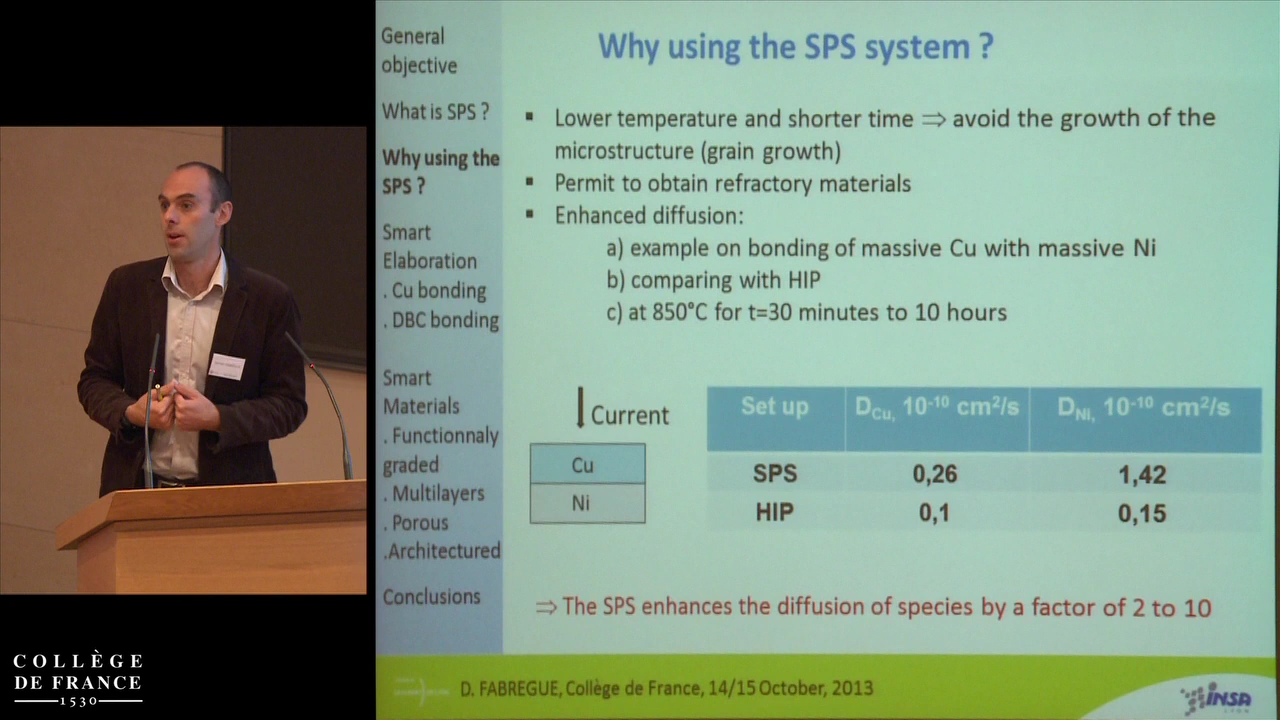 General
objective
What is SPS ?
Why using the
SPS ?
Smart
Elaboration
. Cu bonding
. DBC bonding
Smart
Materials
. Functionnaly
graded
. Multilayers
. Porous
.Architectured
Conclusions
Why using the SPS system ?
▪ Lower temperature and shorter time ⇒ avoid the growth of the
microstructure (grain growth)
▪ Permit to obtain refractory materials
▪ Enhanced diffusion:
a) example on bonding of massive Cu with massive Ni
b) comparing with HIP
c) at 850°C for t=30 minutes to 10 hours
Current
Cu
Ni
Set up DCu, 10-10 cm2/s DNi, 10-10 cm2/s
SPS 0,26 1,42
HIP 0,1 0,15
⇒ The SPS enhances the diffusion of species by a factor of 2 to 10
D. FABREGUE, Collège de France, 14/15 October, 2013
INSA
COLLÈGE
DE FRANCE
1530